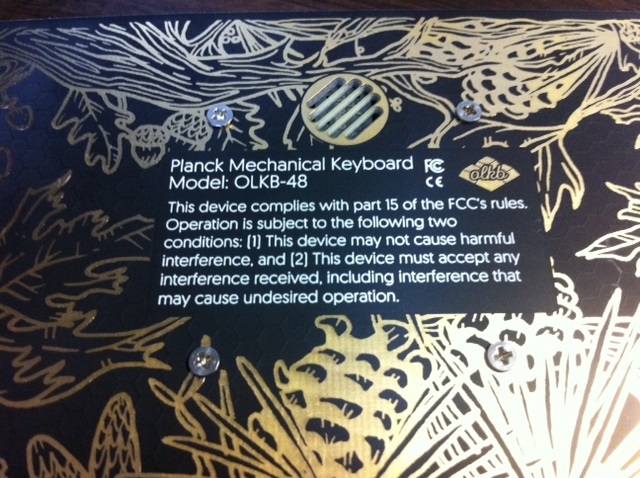 Planck Mechanical Keyboard FC
Model: OLKB-48 CE olkb
This device complies with part 15 of the FCC's rules.
Operation is subject to the following two
conditions: (1) This device may not cause harmful
interference, and (2) This device must accept any
interference received, including interference that
may cause undesired operation.